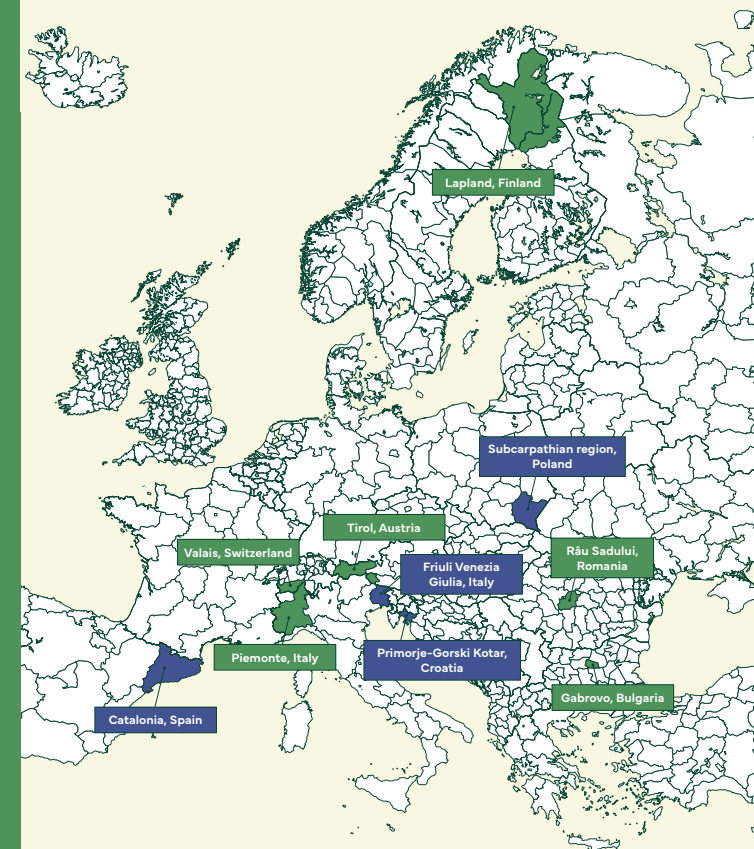 Lapland, Finland
Subcarpathian region,
Poland
Tirol, Austria
Valais, Switzerland
Râu Sadului,
Romania
Friuli Venezia
Giulia, Italy
Piemonte, Italy
Primorje-Gorski Kotar,
Croatia
Gabrovo, Bulgaria
Catalonia, Spain